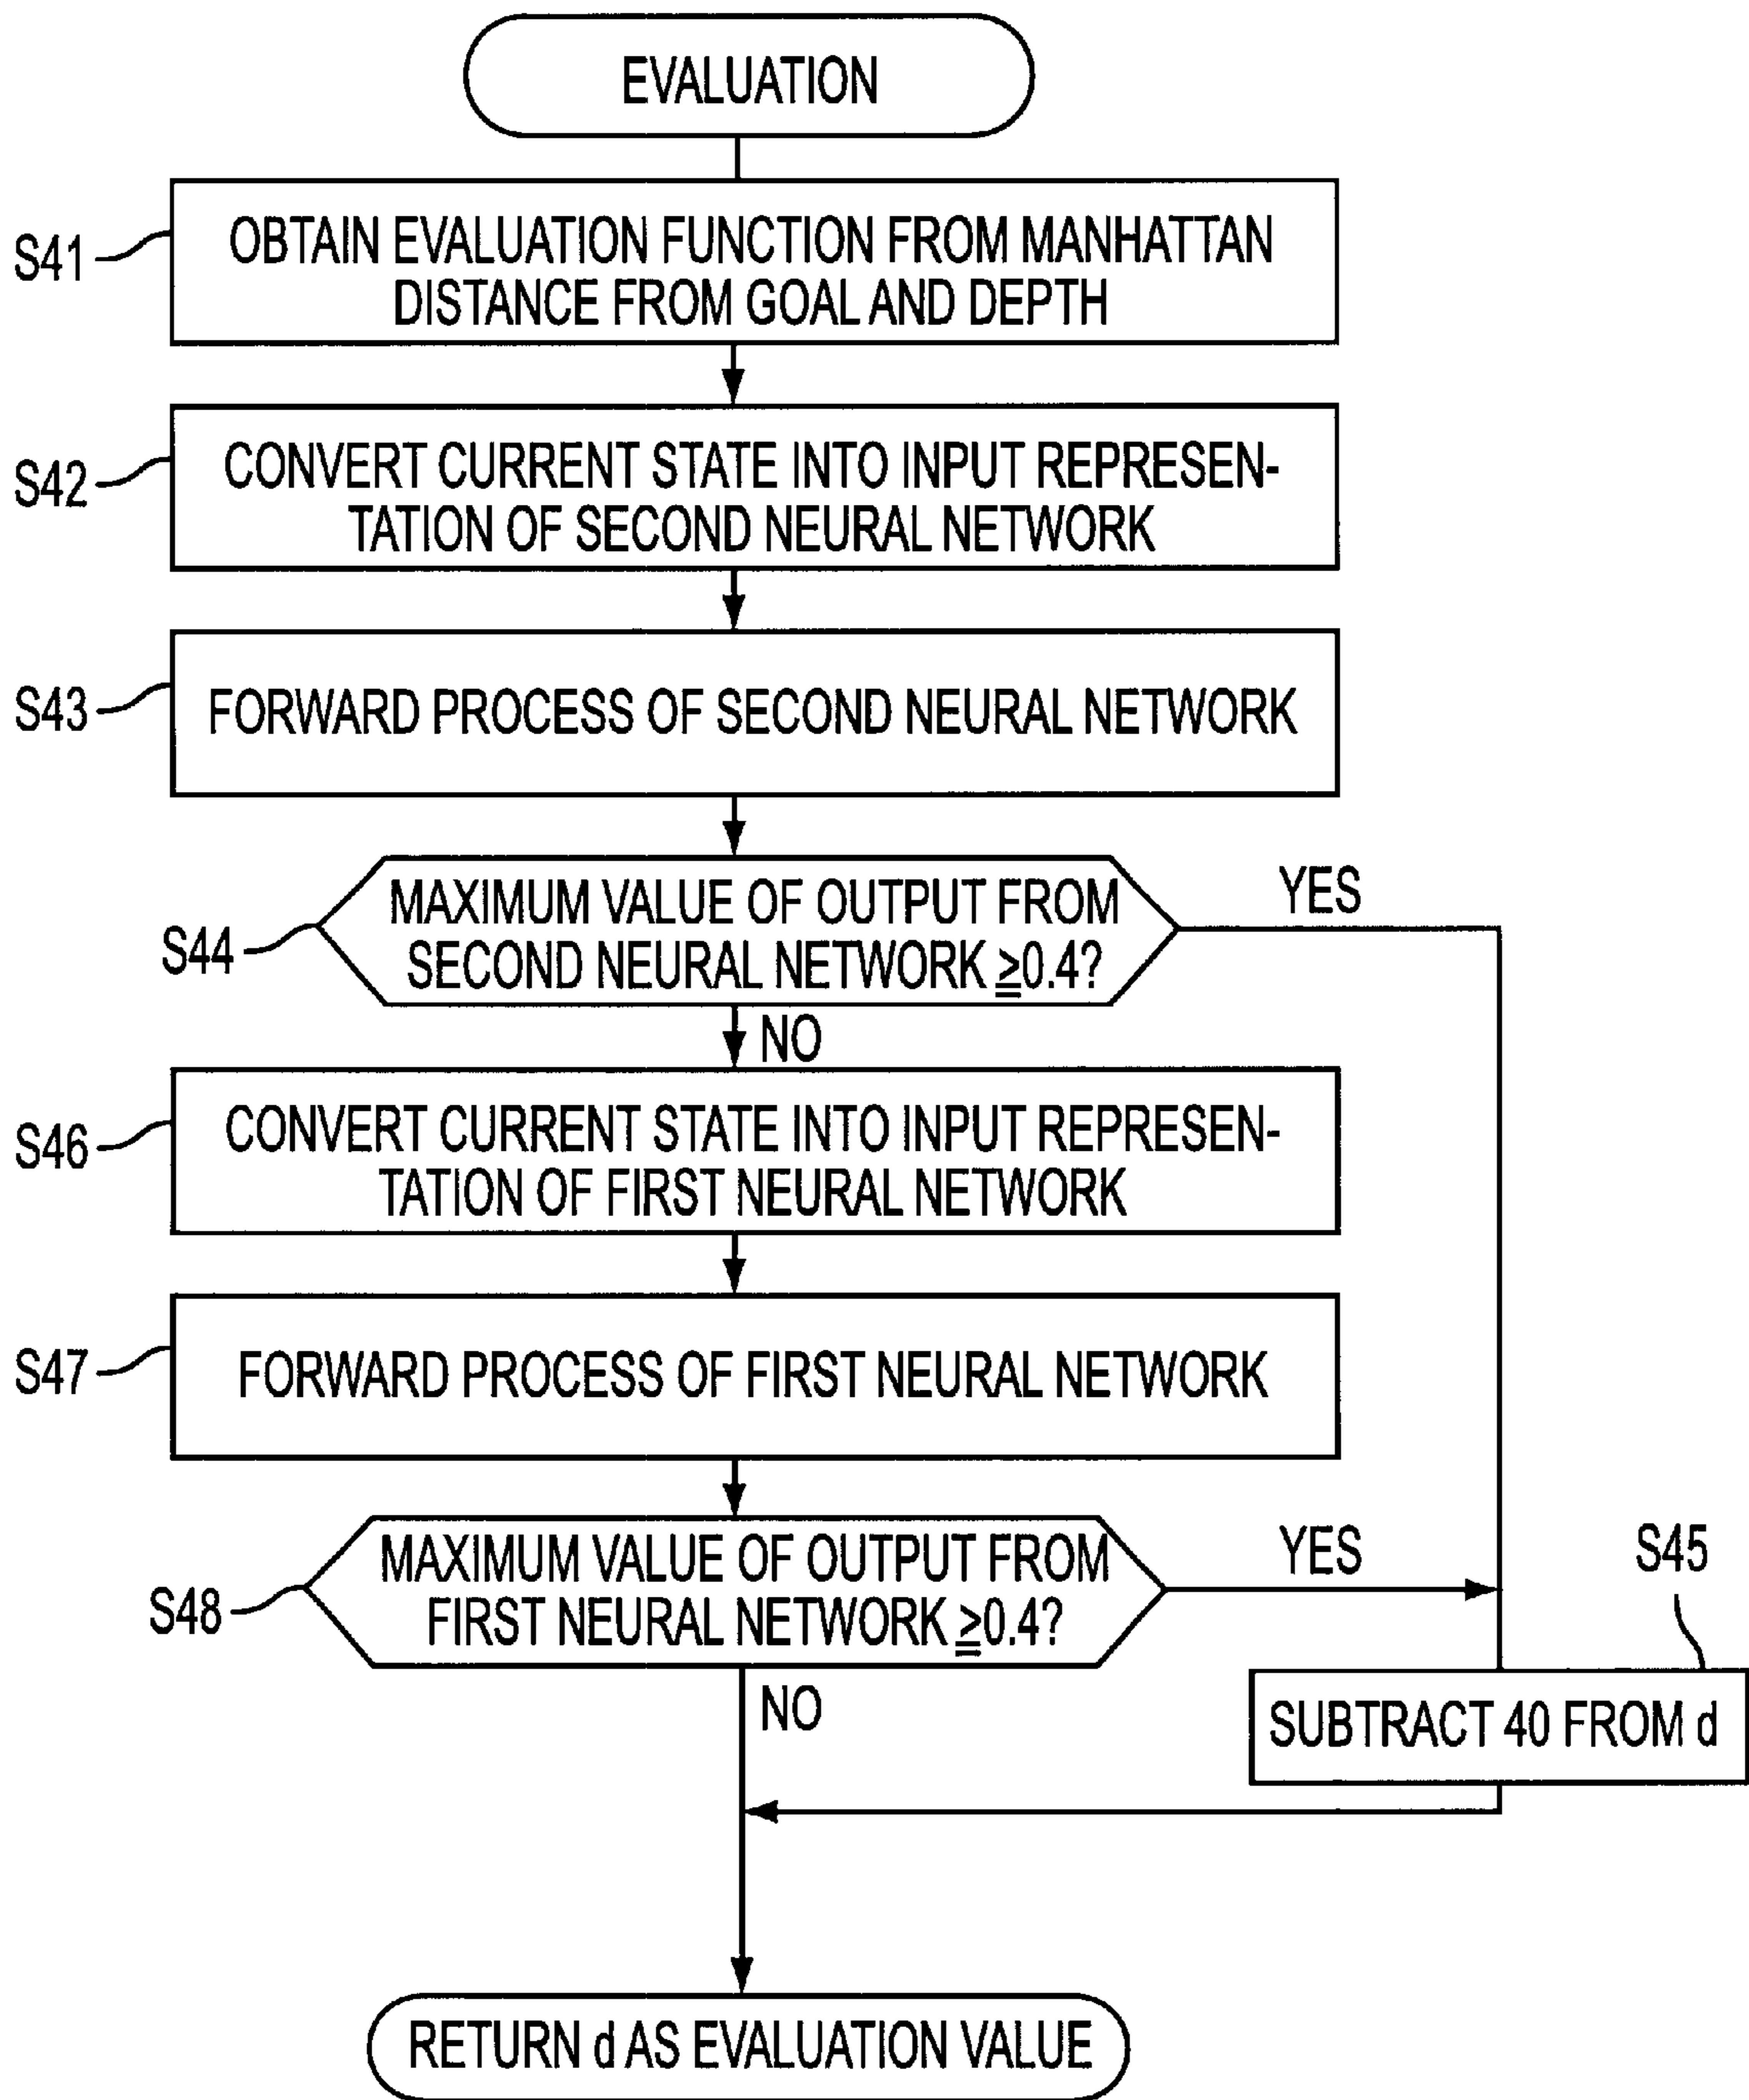 EVALUATION
S41
OBTAIN EVALUATION FUNCTION FROM MANHATTAN
DISTANCE FROM GOAL AND DEPTH
S42
CONVERT CURRENT STATE INTO INPUT REPRESEN-
TATION OF SECOND NEURAL NETWORK
S43
FORWARD PROCESS OF SECOND NEURAL NETWORK
S44
MAXIMUM VALUE OF OUTPUT FROM
SECOND NEURAL NETWORK ≧0.4?
YES
NO
S46
CONVERT CURRENT STATE INTO INPUT REPRESEN-
TATION OF FIRST NEURAL NETWORK
S47
FORWARD PROCESS OF FIRST NEURAL NETWORK
S48
MAXIMUM VALUE OF OUTPUT FROM
FIRST NEURAL NETWORK ≧0.4?
YES
NO
S45
SUBTRACT 40 FROM d
RETURN d AS EVALUATION VALUE